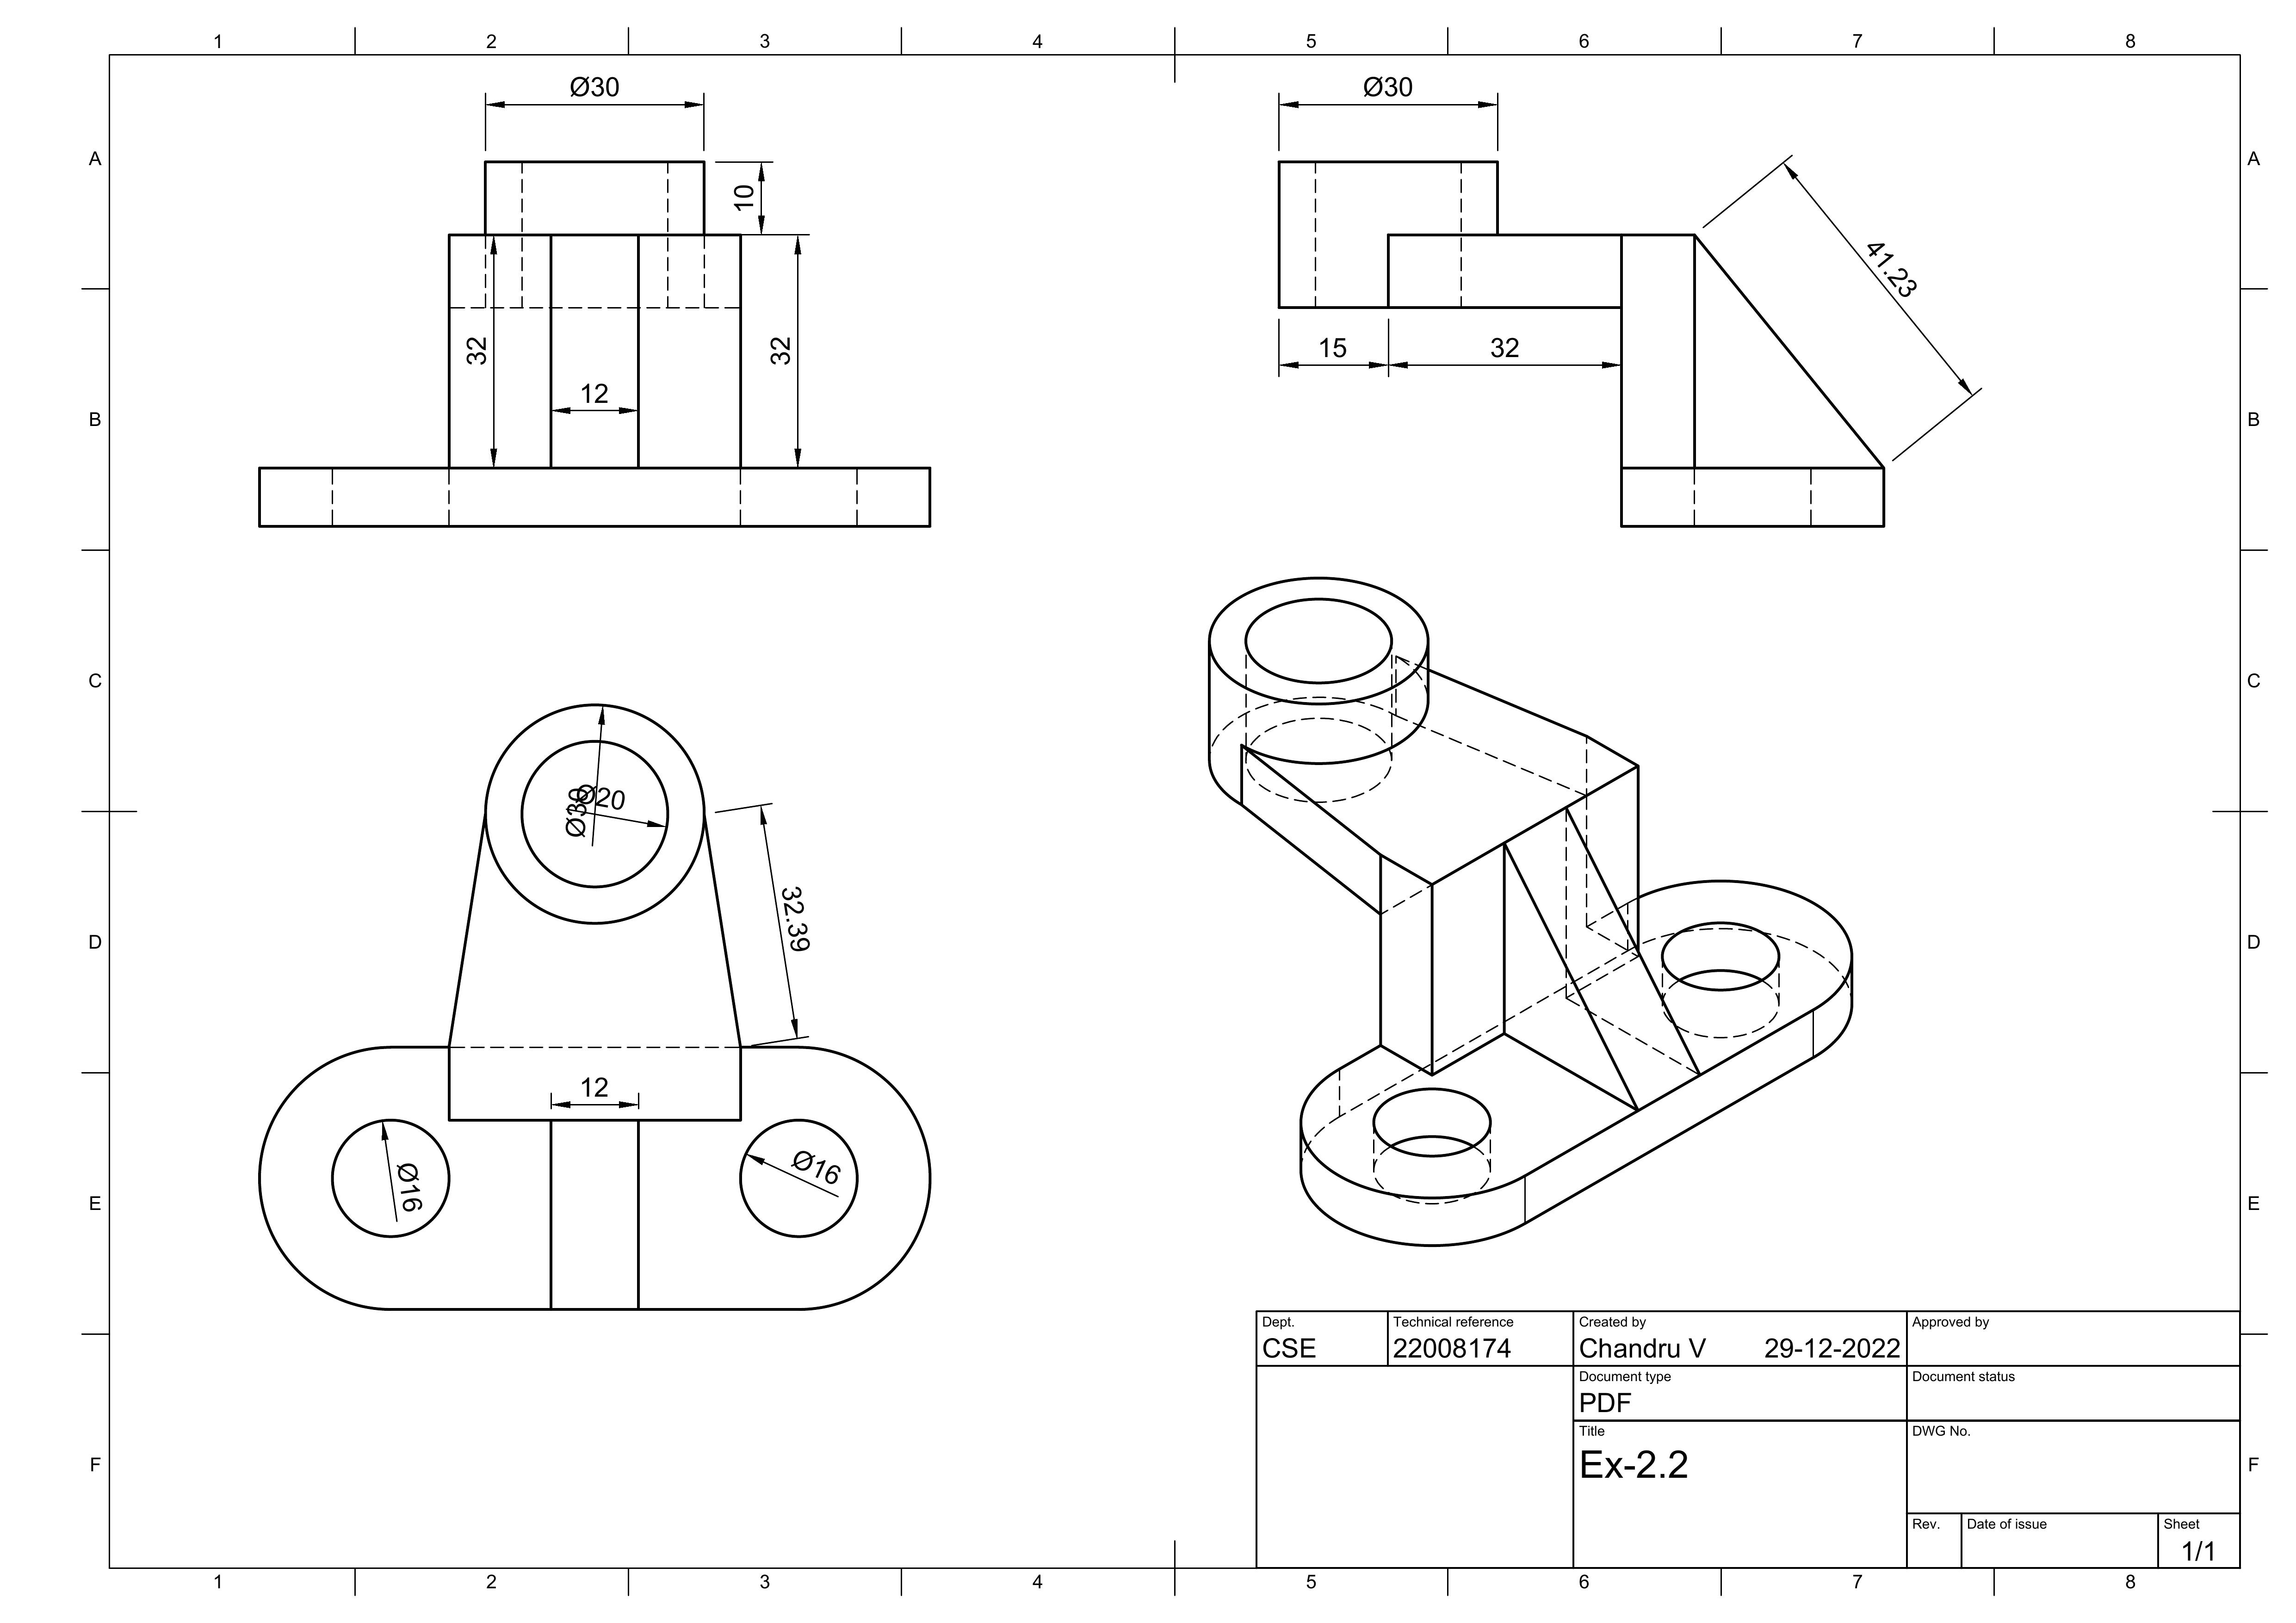 1 2 3 4 5 6 7 8
Ø30 Ø30
A A
10
41.23
32 32
15 32
12
B B
C C
Ø30 Ø20
32.39
D D
12
Ø16 Ø16
E E
Dept. Technical reference Created by Approved by
CSE 22008174 Chandru V 29-12-2022
Document type Document status
PDF
Title DWG No.
Ex-2.2
F F
Rev. Date of issue Sheet
1/1
1 2 3 4 5 6 7 8